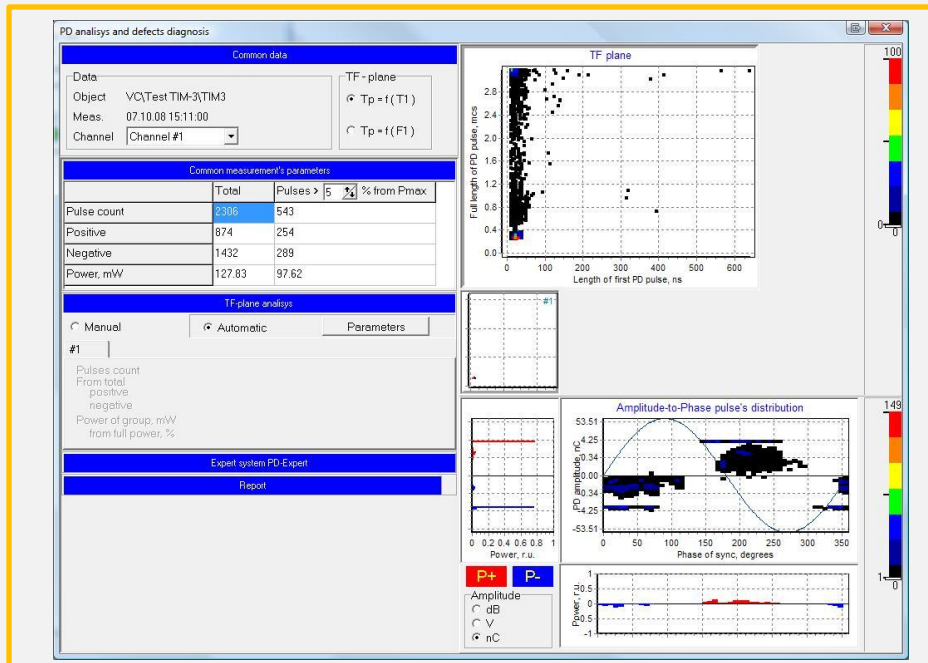 PD analisys and defects diagnosis
Common data
Data
Object VC\Test TIM-3\TIM3
Meas. 07.10.08 15:11:00
Channel Channel #1
TF - plane
Tp = f ( T1 )
Tp = f ( F1 )
Common measurement's parameters
Total Pulses > 5 % from Pmax
Pulse count 2306 543
Positive 874 254
Negative 1432 289
Power, mW 127.83 97.62
TF-plane analisys
Manual Automatic Parameters
#1
Pulses count
From total
positive
negative
Power of group, mW
from full power, %
Expert system PD-Expert
Report
TF plane
Full length of PD pulse, mcs
2.8
2.4
2.0
1.6
1.2
0.8
0.4
0.0
0 100 200 300 400 500 600
Length of first PD pulse, ns
100
0
0
#1
0 0.2 0.4 0.6 0.8 1
Power, r.u.
Amplitude-to-Phase pulse's distribution
PD amplitude, nC
53.51
4.25
0.34
0.00
-0.34
-4.25
-53.51
0 50 100 150 200 250 300 350
Phase of sync, degrees
149
1
0
P+ P-
Amplitude
dB
V
nC
Power, r.u.
1
0.5
0
-0.5
-1